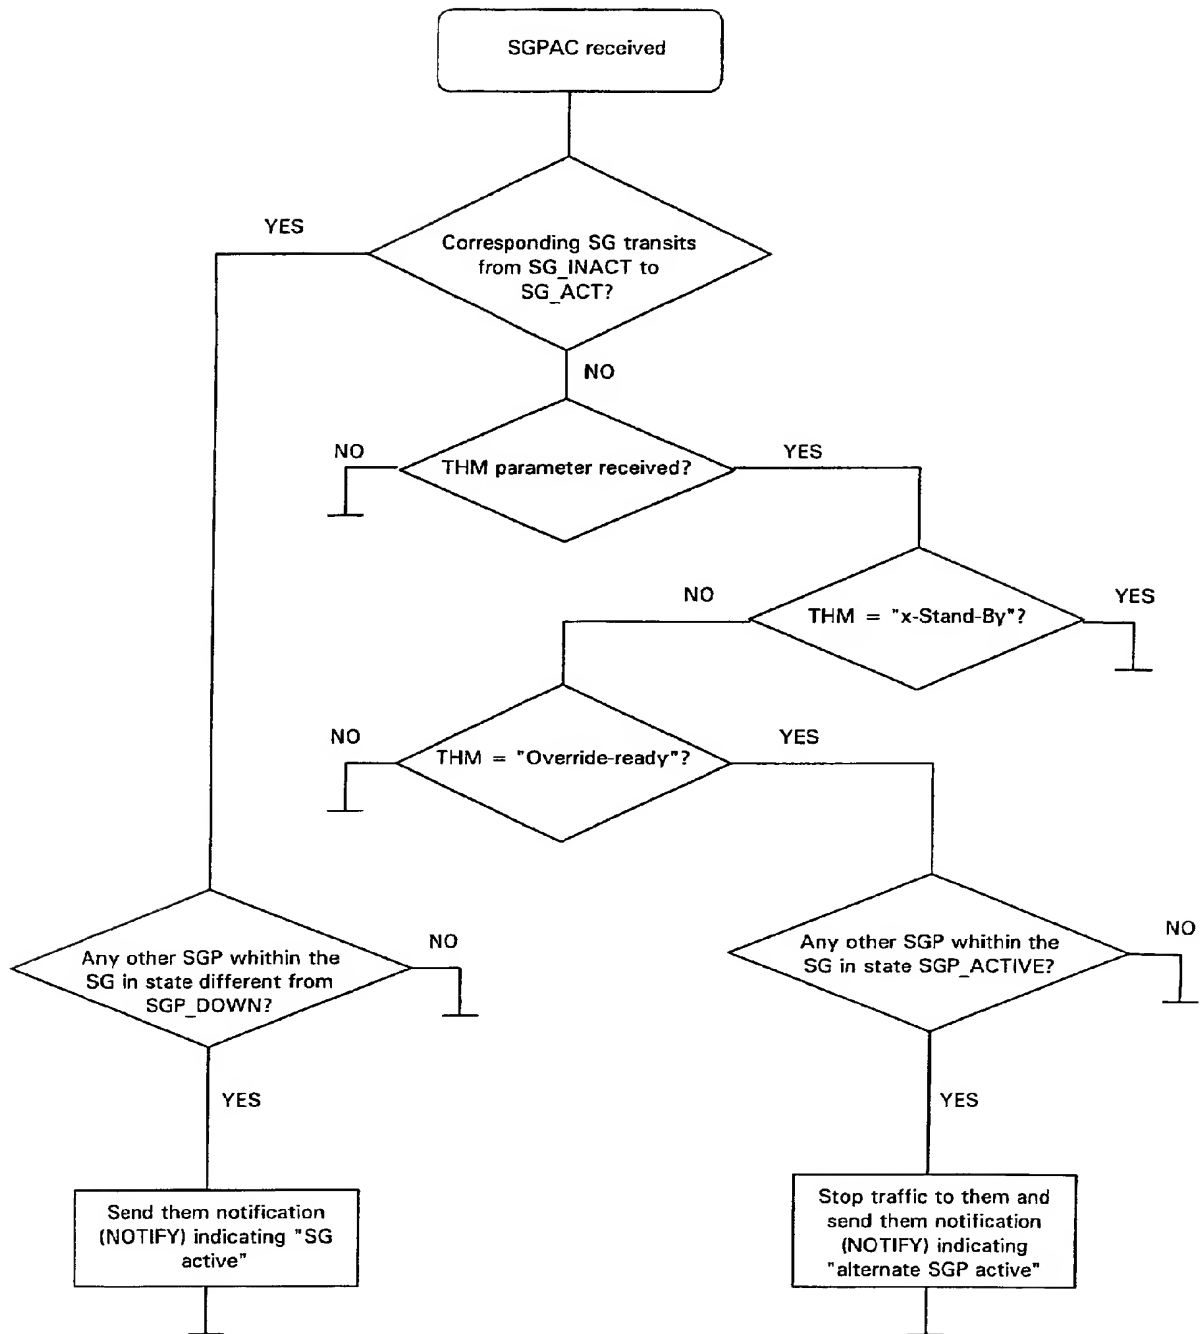 SGPAC received
YES
Corresponding SG transits
from SG_INACT to
SG_ACT?
NO
NO
THM parameter received?
YES
NO
THM = "x-Stand-By"?
YES
NO
THM = "Override-ready"?
YES
Any other SGP whithin the
SG in state different from
SGP_DOWN?
NO
Any other SGP whithin the
SG in state SGP_ACTIVE?
NO
YES
YES
Send them notification
(NOTIFY) indicating "SG
active"
Stop traffic to them and
send them notification
(NOTIFY) indicating
"alternate SGP active"